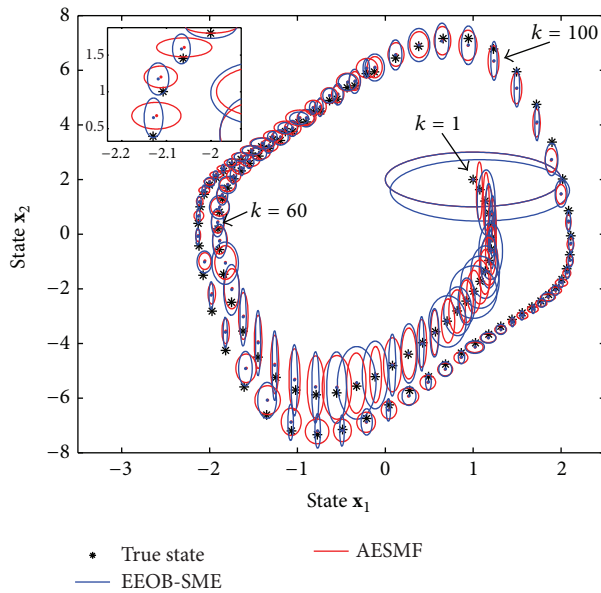 8
6
4
2
0
−2
−4
−6
−8
State x2
1.5
1
0.5
−2.2
−2.1
−2
k = 100
k = 1
k = 60
−3
−2
−1
0
1
2
State x1
True state
AESMF
EEOB-SME